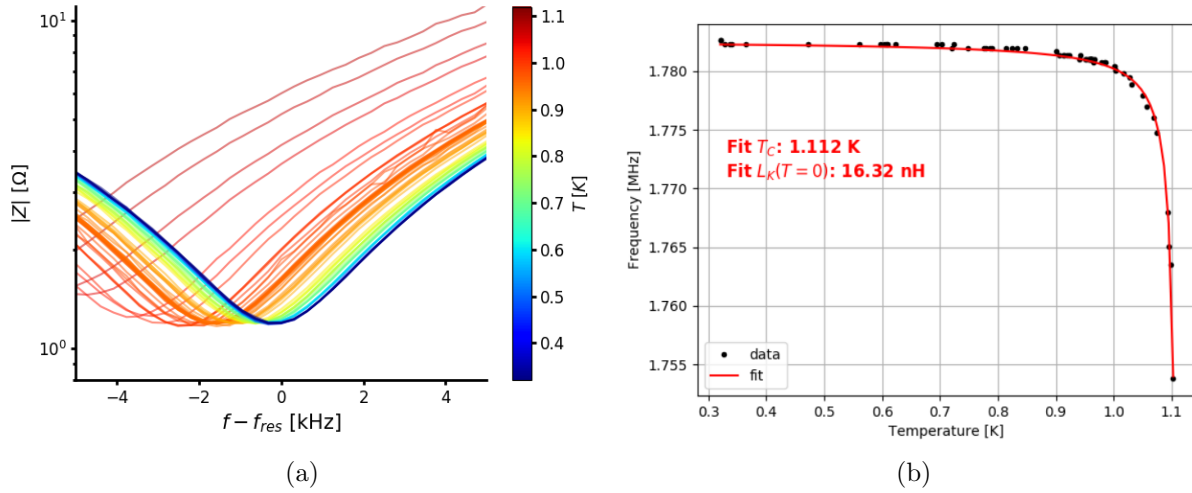 10¹
10⁰
|Z| [Ω]
−4
−2
0
2
4
f − f_res [kHz]
1.1
1.0
0.9
0.8
0.7
0.6
0.5
0.4
T [K]
(a)
1.780
1.775
1.770
1.765
1.760
1.755
Frequency [MHz]
Fit T_C: 1.112 K
Fit L_K(T = 0): 16.32 nH
data
fit
0.3
0.4
0.5
0.6
0.7
0.8
0.9
1.0
1.1
Temperature [K]
(b)